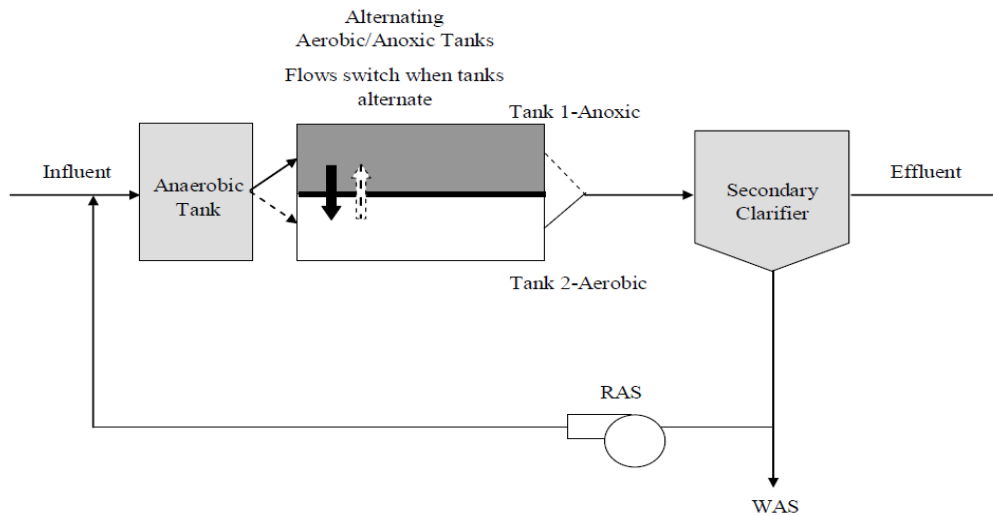 Alternating
Aerobic/Anoxic Tanks
Flows switch when tanks
alternate
Tank 1-Anoxic
Influent
Anaerobic
Tank
Secondary
Clarifier
Effluent
Tank 2-Aerobic
RAS
WAS